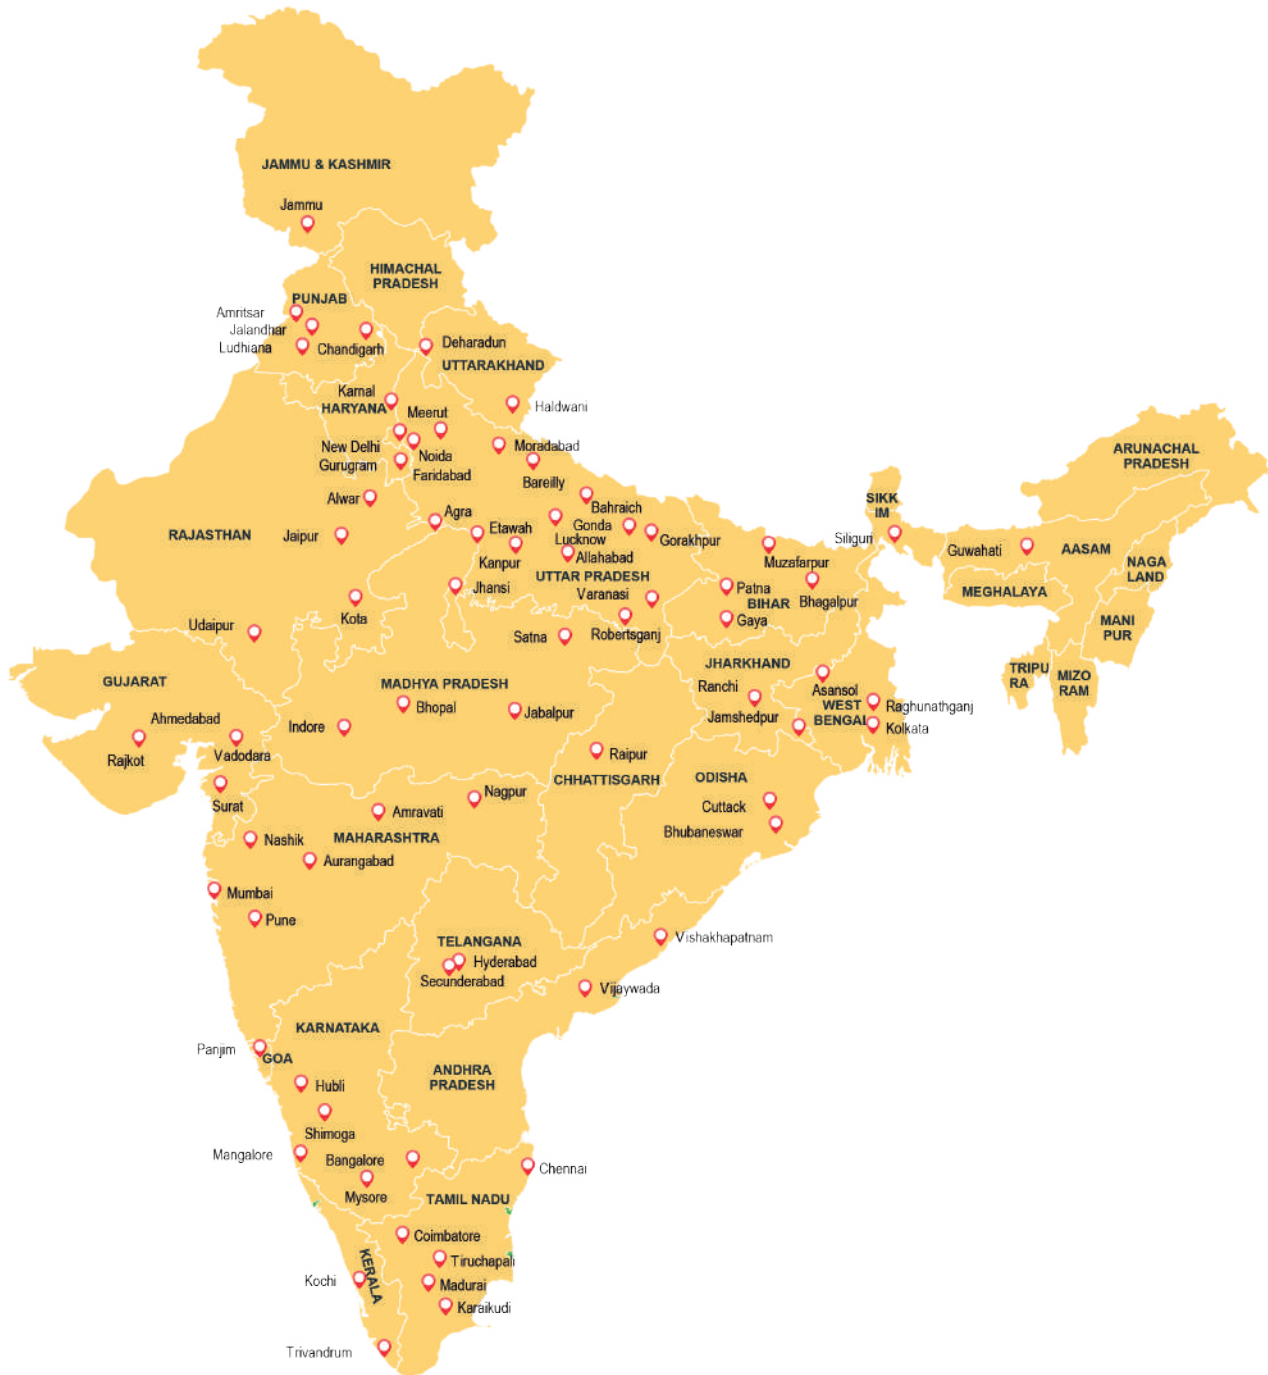 JAMMU & KASHMIR
Jammu
HIMACHAL
PRADESH
PUNJAB
Amritsar
Jalandhar
Ludhiana
Chandigarh
Deharadun
UTTARAKHAND
Karnal
HARYANA
Meerut
Haldwani
New Delhi
Noida
Moradabad
Gurugram
Faridabad
Bareilly
ARUNACHAL
PRADESH
Alwar
Bahraich
SIKK
IM
Agra
Etawah
Gonda
RAJASTHAN
Jaipur
Lucknow
Gorakhpur
Siliguri
Guwahati
AASAM
Kanpur
Allahabad
Muzafarpur
NAGA
LAND
UTTAR PRADESH
Jhansi
Varanasi
Patna
BIHAR
Bhagalpur
MEGHALAYA
Kota
Gaya
MANI
PUR
Udaipur
Satna
Robertsganj
JHARKHAND
TRIPU
RA
MIZO
RAM
GUJARAT
MADHYA PRADESH
Ranchi
Asansol
Bhopal
Jabalpur
WEST
BENGAL
Raghunathganj
Ahmedabad
Indore
Jamshedpur
Kolkata
Rajkot
Vadodara
Raipur
CHHATTISGARH
ODISHA
Surat
Nagpur
Amravati
Cuttack
MAHARASHTRA
Nashik
Bhubaneswar
Aurangabad
Mumbai
Pune
TELANGANA
Vishakhapatnam
Hyderabad
Secunderabad
Vijaywada
KARNATAKA
Panjim
GOA
ANDHRA
PRADESH
Hubli
Shimoga
Mangalore
Bangalore
Chennai
Mysore
TAMIL NADU
Coimbatore
KERALA
Tiruchapali
Kochi
Madurai
Karaikudi
Trivandrum